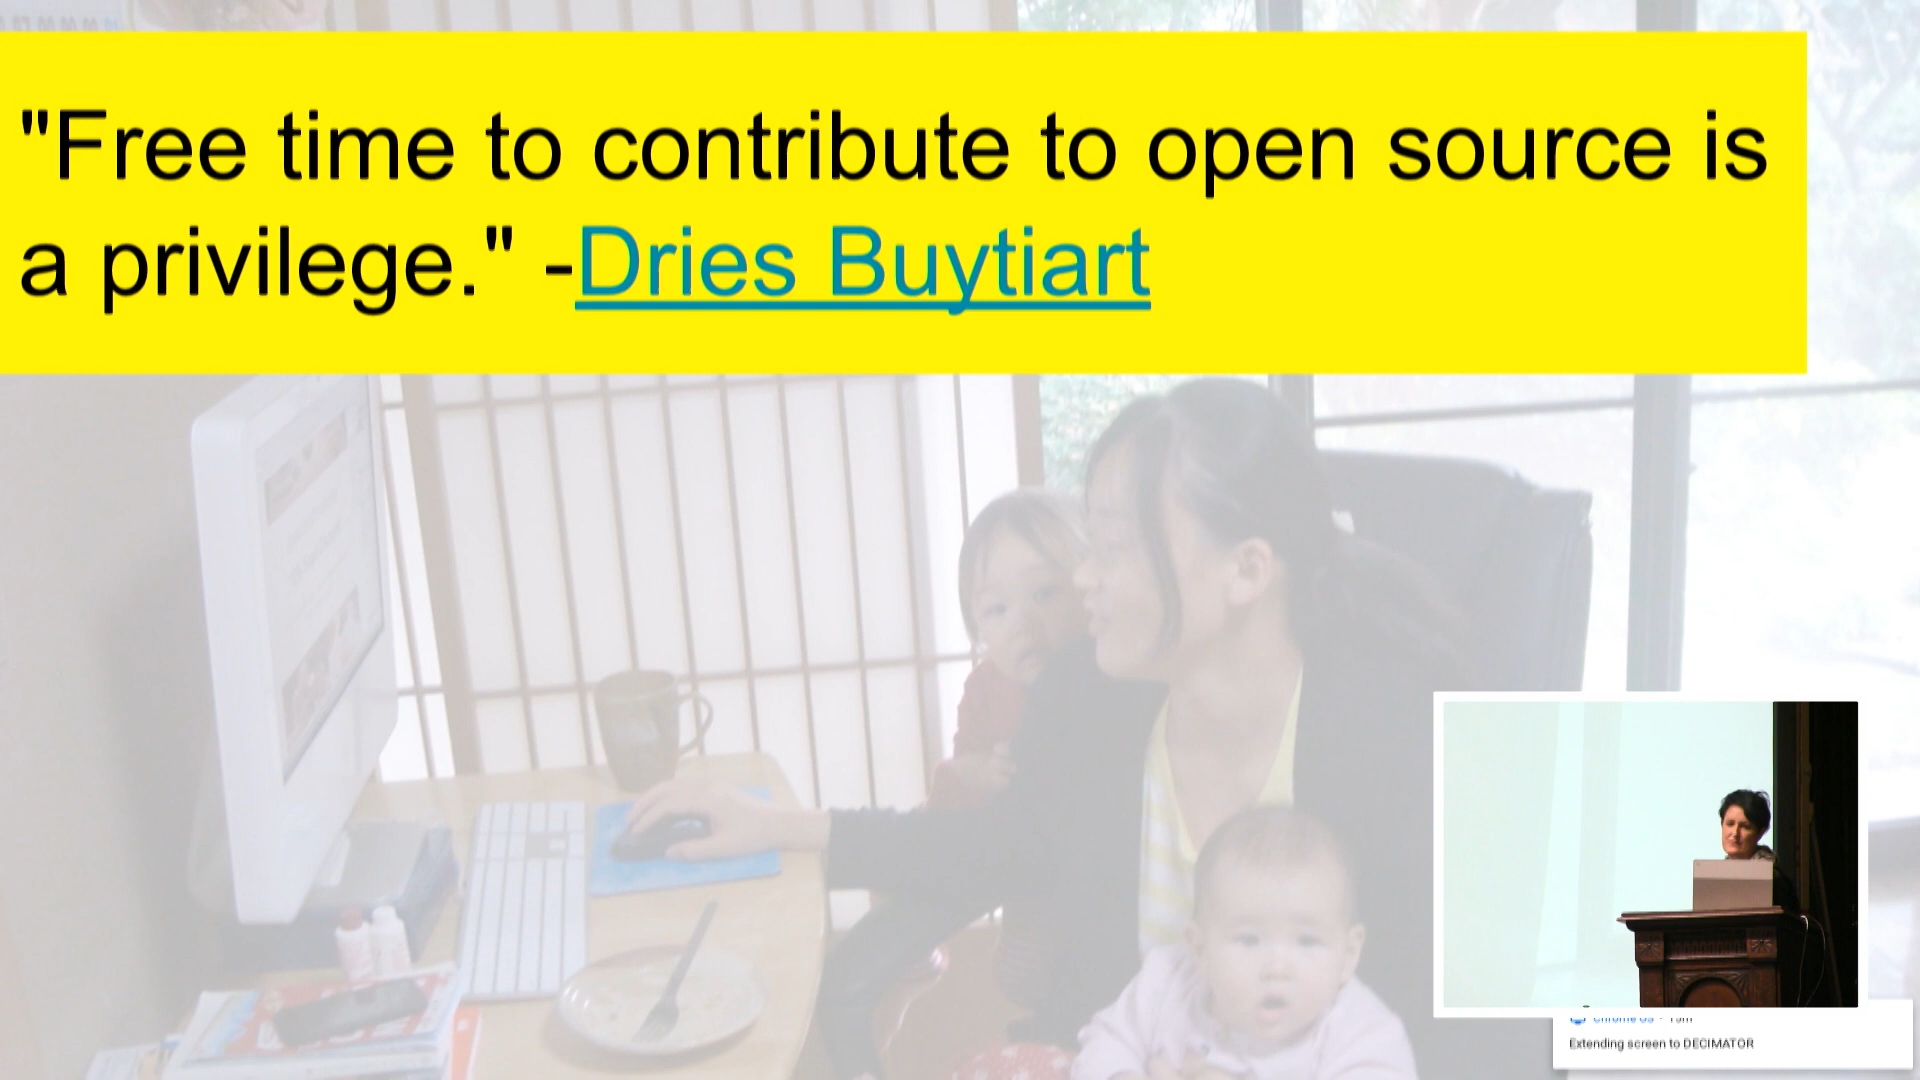 "Free time to contribute to open source is
a privilege." -Dries Buytiart
Extending screen to DECIMATOR